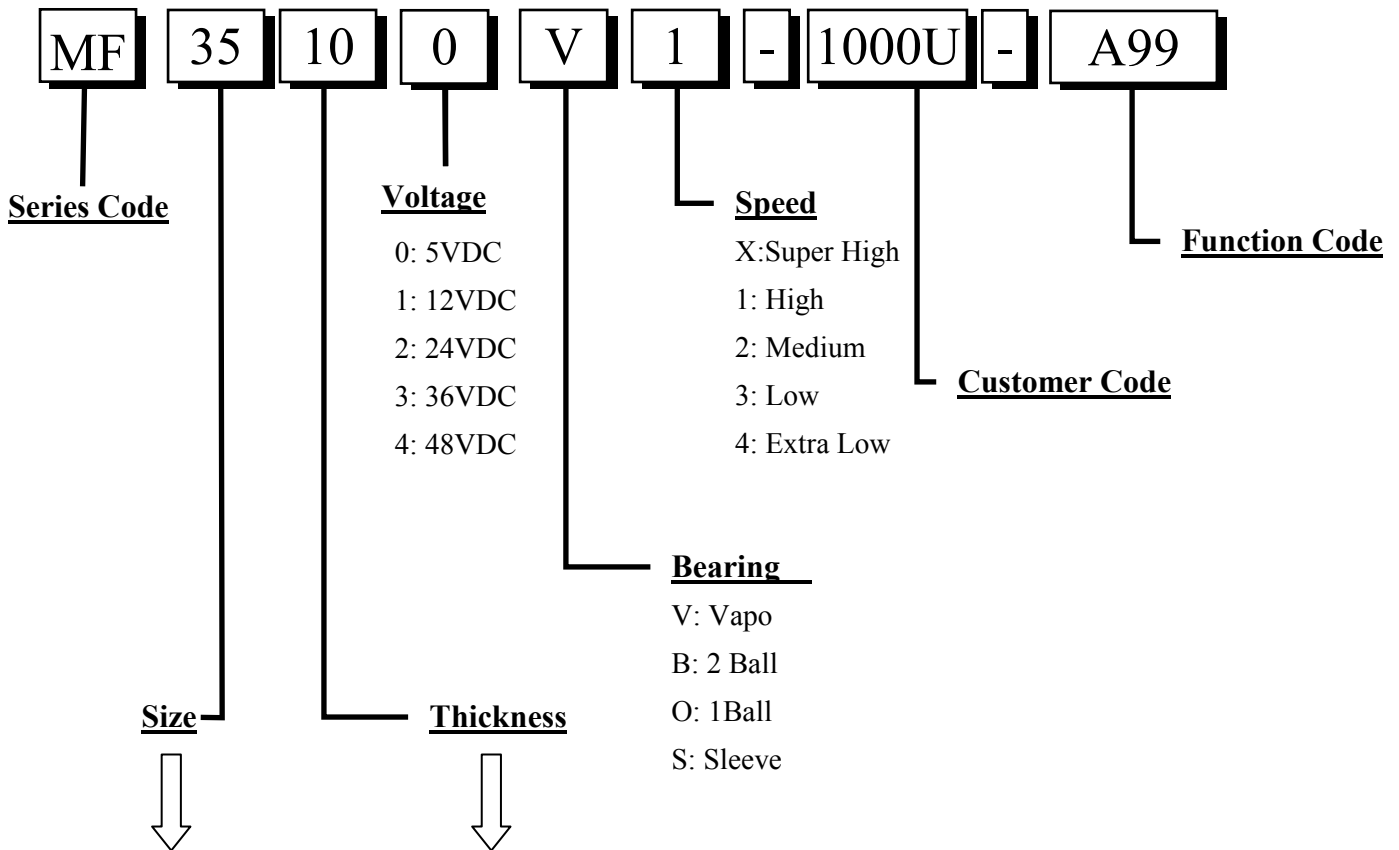 MF 35 10 0 V 1 - 1000U - A99
Series Code
Voltage
0: 5VDC
1: 12VDC
2: 24VDC
3: 36VDC
4: 48VDC
Speed
X:Super High
1: High
2: Medium
3: Low
4: Extra Low
Function Code
Customer Code
Bearing
V: Vapo
B: 2 Ball
O: 1Ball
S: Sleeve
Size
Thickness